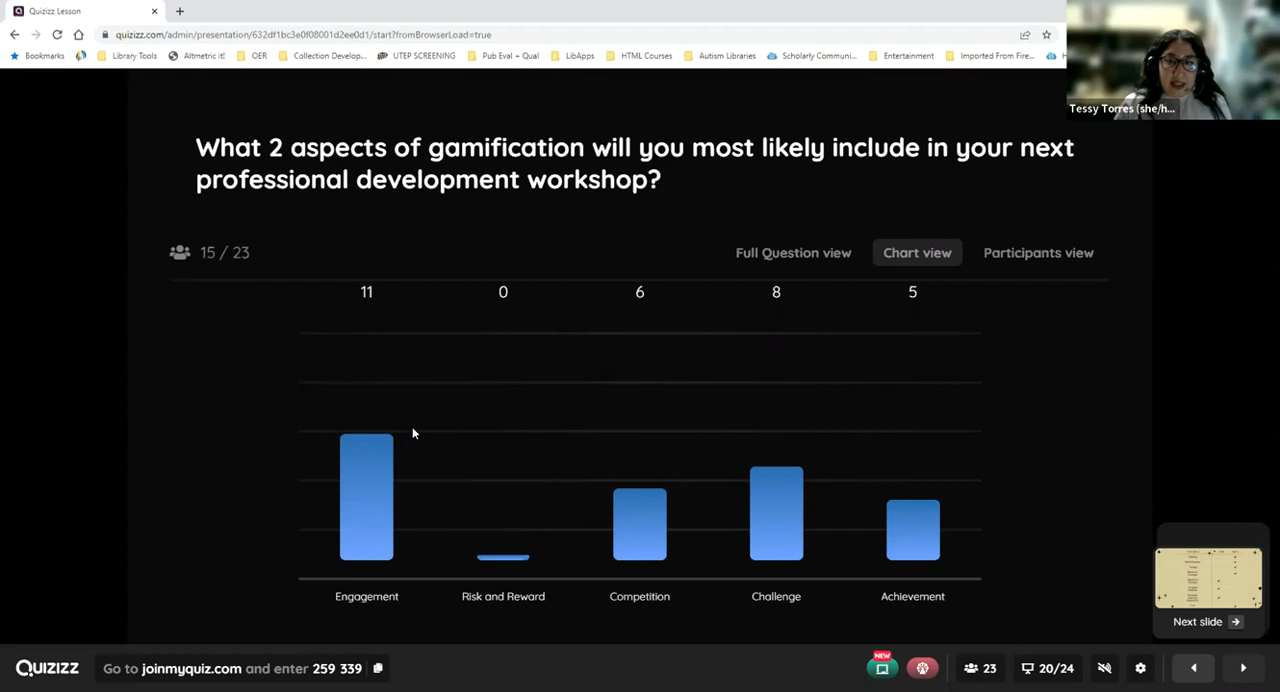 Quizizz Lesson
quizizz.com/admin/presentation/632df1bc3e0f08001d2ee0d1/start?fromBrowserLoad=true
Bookmarks Library Tools Altmetric it! OER Collection Develop... UTEP SCREENING Pub Eval + Qual LibApps HTML Courses Autism Libraries Scholarly Communi... Entertainment Imported From Fire...
Tessy Torres (she/h...
What 2 aspects of gamification will you most likely include in your next
professional development workshop?
15 / 23
Full Question view Chart view Participants view
11 0 6 8 5
Engagement Risk and Reward Competition Challenge Achievement
Next slide
QUIZIZZ Go to joinmyquiz.com and enter 259 339
NEW
23 20/24